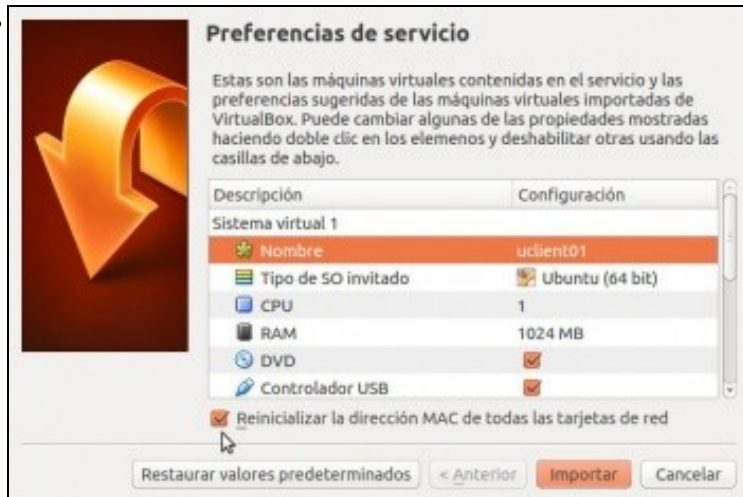 Preferencias de servicio
Estas son las máquinas virtuales contenidas en el servicio y las
preferencias sugeridas de las máquinas virtuales importadas de
VirtualBox. Puede cambiar algunas de las propiedades mostradas
haciendo doble clic en los elemenos y deshabilitar otras usando las
casillas de abajo.
Descripción Configuración
Sistema virtual 1
Nombre uclient01
Tipo de SO invitado Ubuntu (64 bit)
CPU 1
RAM 1024 MB
DVD
Controlador USB
Reinicializar la dirección MAC de todas las tarjetas de red
Restaurar valores predeterminados < Anterior Importar Cancelar